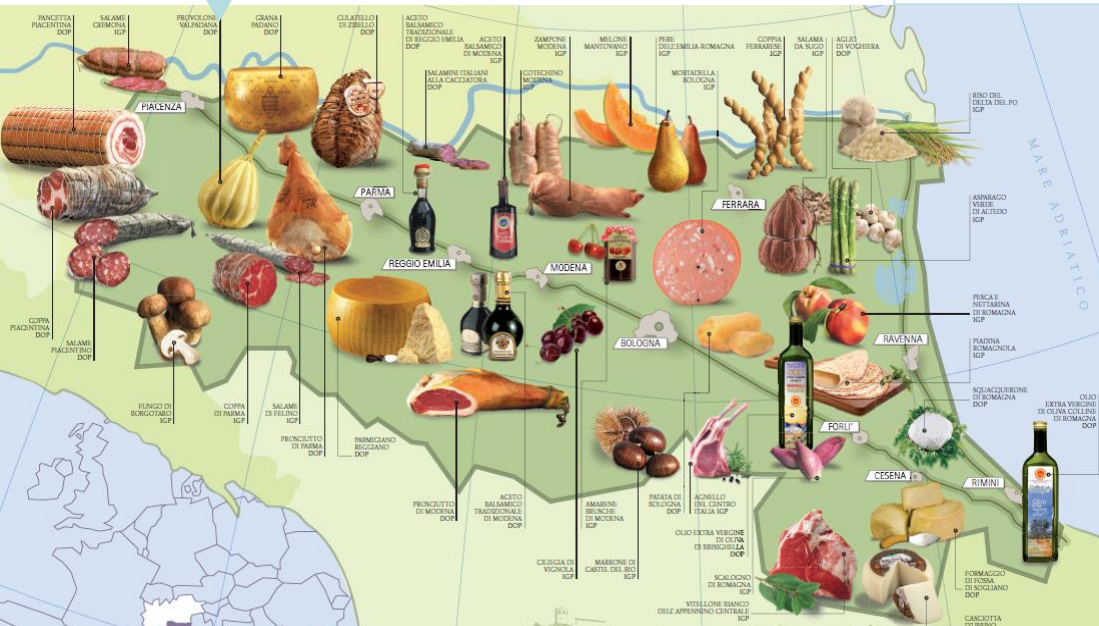 PANCETTA
PIACENTINA
DOP
SALAME
CREMONA
IGP
PROVOLONE
VALPADANA
DOP
GRANA
PADANO
DOP
CULATELLO
DI ZIBELLO
DOP
ACETO
BALSAMICO
TRADIZIONALE
DI REGGIO EMILIA
DOP
ACETO
BALSAMICO
DI MODENA
IGP
ZAMPONE
MODENA
IGP
MELONE
MANTOVANO
IGP
PERE
DELL'EMILIA-ROMAGNA
IGP
COPPIA
FERRARESE
IGP
SALAMA
DA SUGO
IGP
AGLIO
DI VOGHIERA
DOP
SALAMINI ITALIANI
ALLA CACCIATORA
DOP
COTECHINO
MODENA
IGP
MORTADELLA
BOLOGNA
IGP
RISO DEL
DELTA DEL PO
IGP
PIACENZA
PARMA
FERRARA
MARE ADRIATICO
ASPARAGO
VERDE
DI ALTEDO
IGP
REGGIO EMILIA
MODENA
BOLOGNA
RAVENNA
PESCA E
NETTARINA
DI ROMAGNA
IGP
COPPA
PIACENTINA
DOP
SALAME
PIACENTINO
DOP
PIADINA
ROMAGNOLA
IGP
SQUACQUERONE
DI ROMAGNA
DOP
FUNGO DI
BORGOTARO
IGP
COPPA
DI PARMA
IGP
SALAME
DI FELINO
IGP
PROSCIUTTO
DI PARMA
DOP
PARMIGIANO
REGGIANO
DOP
OLIO
EXTRA VERGINE
DI OLIVA COLLINE
DI ROMAGNA
DOP
FORLI'
CESENA
RIMINI
PROSCIUTTO
DI MODENA
DOP
ACETO
BALSAMICO
TRADIZIONALE
DI MODENA
DOP
AMARENE
BRUSCHE
DI MODENA
IGP
PATATA DI
BOLOGNA
DOP
AGNELLO
DEL CENTRO
ITALIA IGP
OLIO EXTRA VERGINE
DI OLIVA
DI BRISIGHELLA
DOP
CILIEGIA DI
VIGNOLA
IGP
MARRONE DI
CASTEL DEL RIO
IGP
SCALOGNO
DI ROMAGNA
IGP
VITELLONE BIANCO
DELL'APPENNINO CENTRALE
IGP
FORMAGGIO
DI FOSSA
DI SOGLIANO
DOP
CASCIOTTA
D'URBINO